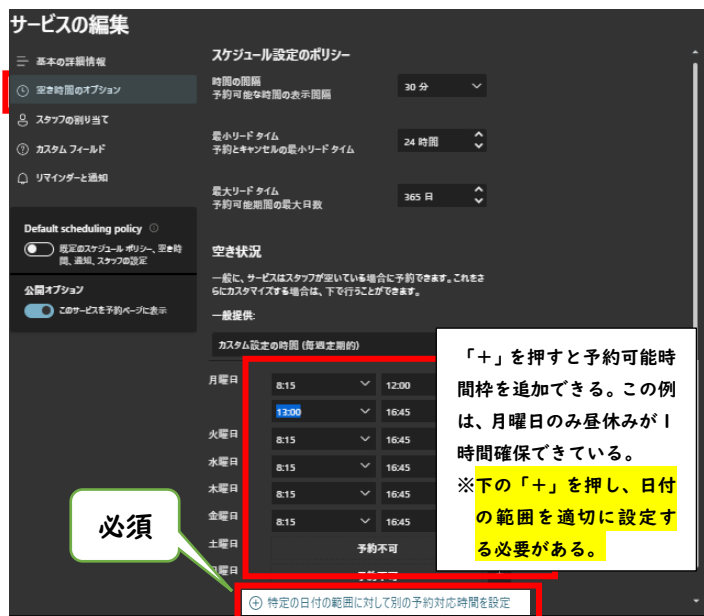 サービスの編集
基本の詳細情報
空き時間のオプション
スタッフの割り当て
カスタム フィールド
リマインダーと通知
Default scheduling policy
既定のスケジュール ポリシー、空き時
間、通知、スタッフの設定
公開オプション
このサービスを予約ページに表示
スケジュール設定のポリシー
時間の間隔
予約可能な時間の表示間隔
30 分
最小リード タイム
予約とキャンセルの最小リード タイム
24 時間
最大リード タイム
予約可能期間の最大日数
365 日
空き状況
一般に、サービスはスタッフが空いている場合に予約できます。これをさ
らにカスタマイズする場合は、下で行うことができます。
一般提供:
カスタム設定の時間 (毎週定期的)
月曜日 8:15 12:00
13:00 16:45
火曜日 8:15 16:45
水曜日 8:15 16:45
木曜日 8:15 16:45
金曜日 8:15 16:45
土曜日 予約不可
「+」を押すと予約可能時
間枠を追加できる。この例
は、月曜日のみ昼休みが1
時間確保できている。
※下の「+」を押し、日付
の範囲を適切に設定す
る必要がある。
必須
特定の日付の範囲に対して別の予約対応時間を設定